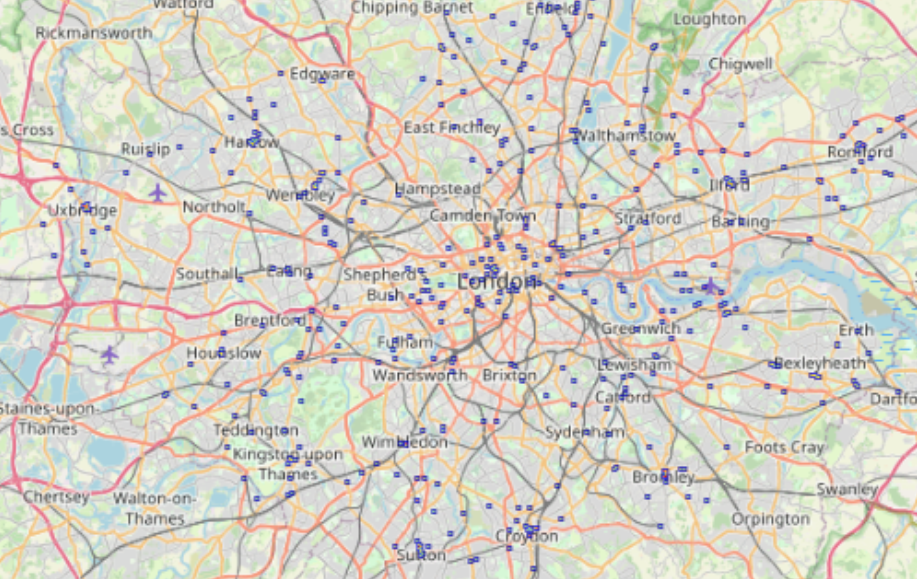 Watford
Chipping Barnet
Enfield
Loughton
Rickmansworth
Chigwell
Edgware
s Cross
East Finchley
Walthamstow
Harrow
Ruislip
Romford
Ilford
Wembley
Hampstead
Uxbridge
Northolt
Camden Town
Stratford
Barking
Southall
Ealing
Shepherd's
Bush
London
Brentford
Greenwich
Erith
Fulham
Hounslow
Lewisham
Bexleyheath
Wandsworth
Brixton
Catford
Dartfo
Staines-upon-
Thames
Teddington
Wimbledon
Sydenham
Foots Cray
Kingston upon
Thames
Bromley
Swanley
Chertsey
Walton-on-
Thames
Orpington
Croydon
Sutton